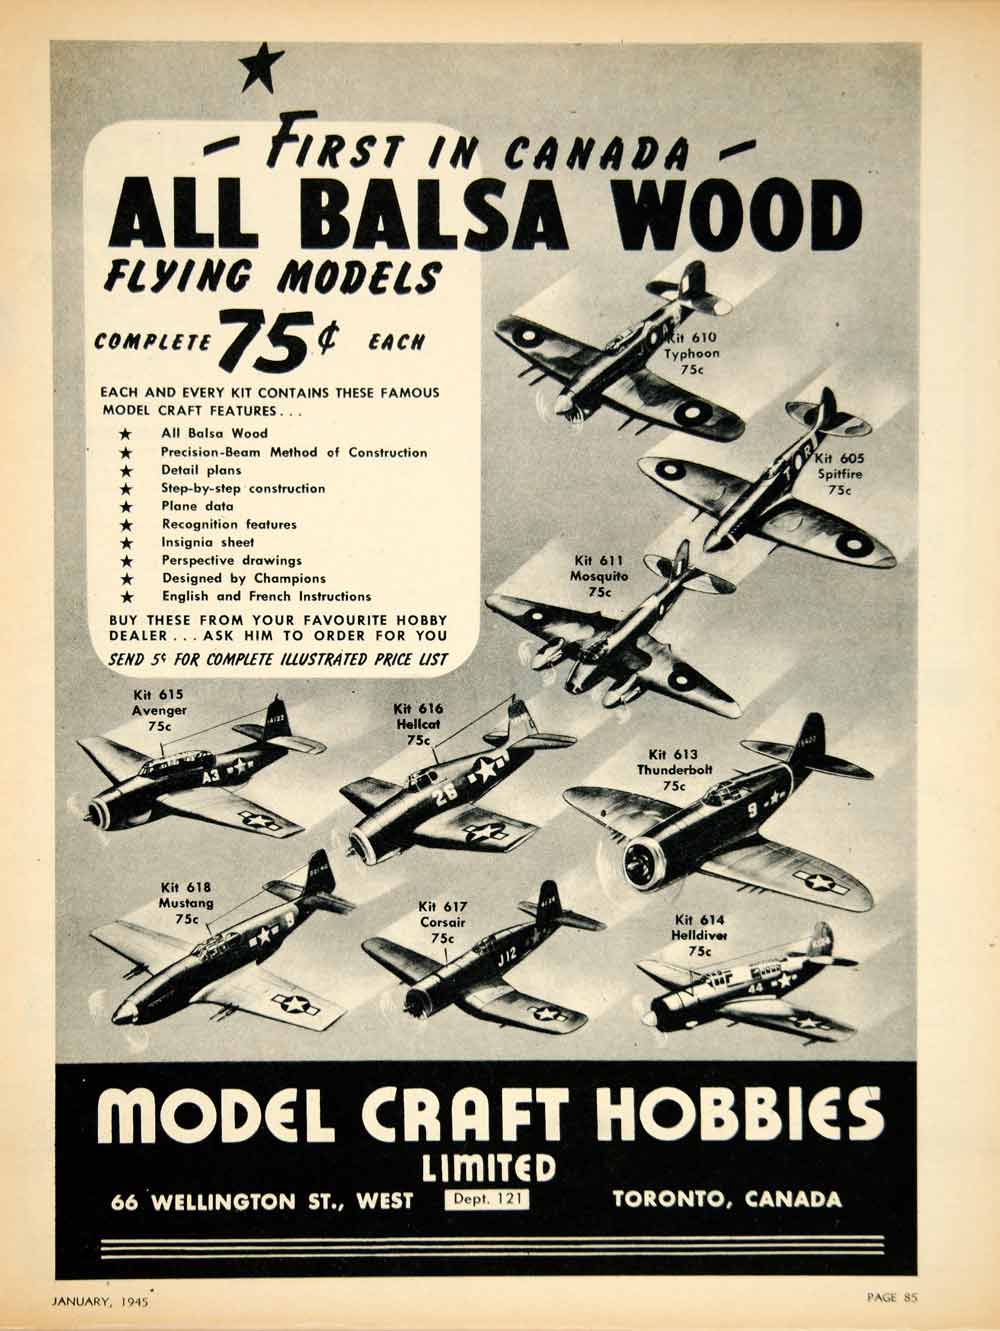 – FIRST IN CANADA –
ALL BALSA WOOD
FLYING MODELS
COMPLETE 75¢ EACH
EACH AND EVERY KIT CONTAINS THESE FAMOUS
MODEL CRAFT FEATURES...
★ All Balsa Wood
★ Precision-Beam Method of Construction
★ Detail plans
★ Step-by-step construction
★ Plane data
★ Recognition features
★ Insignia sheet
★ Perspective drawings
★ Designed by Champions
★ English and French Instructions
BUY THESE FROM YOUR FAVOURITE HOBBY
DEALER... ASK HIM TO ORDER FOR YOU
SEND 5¢ FOR COMPLETE ILLUSTRATED PRICE LIST
Kit 610
Typhoon
75c
Kit 605
Spitfire
75c
T R
Kit 611
Mosquito
75c
Kit 615
Avenger
75c
A3
Kit 616
Hellcat
75c
26
Kit 613
Thunderbolt
75c
9
Kit 618
Mustang
75c
9
Kit 617
Corsair
75c
J12
Kit 614
Helldiver
75c
44
MODEL CRAFT HOBBIES
LIMITED
66 WELLINGTON ST., WEST Dept. 121 TORONTO, CANADA
JANUARY, 1945 PAGE 85